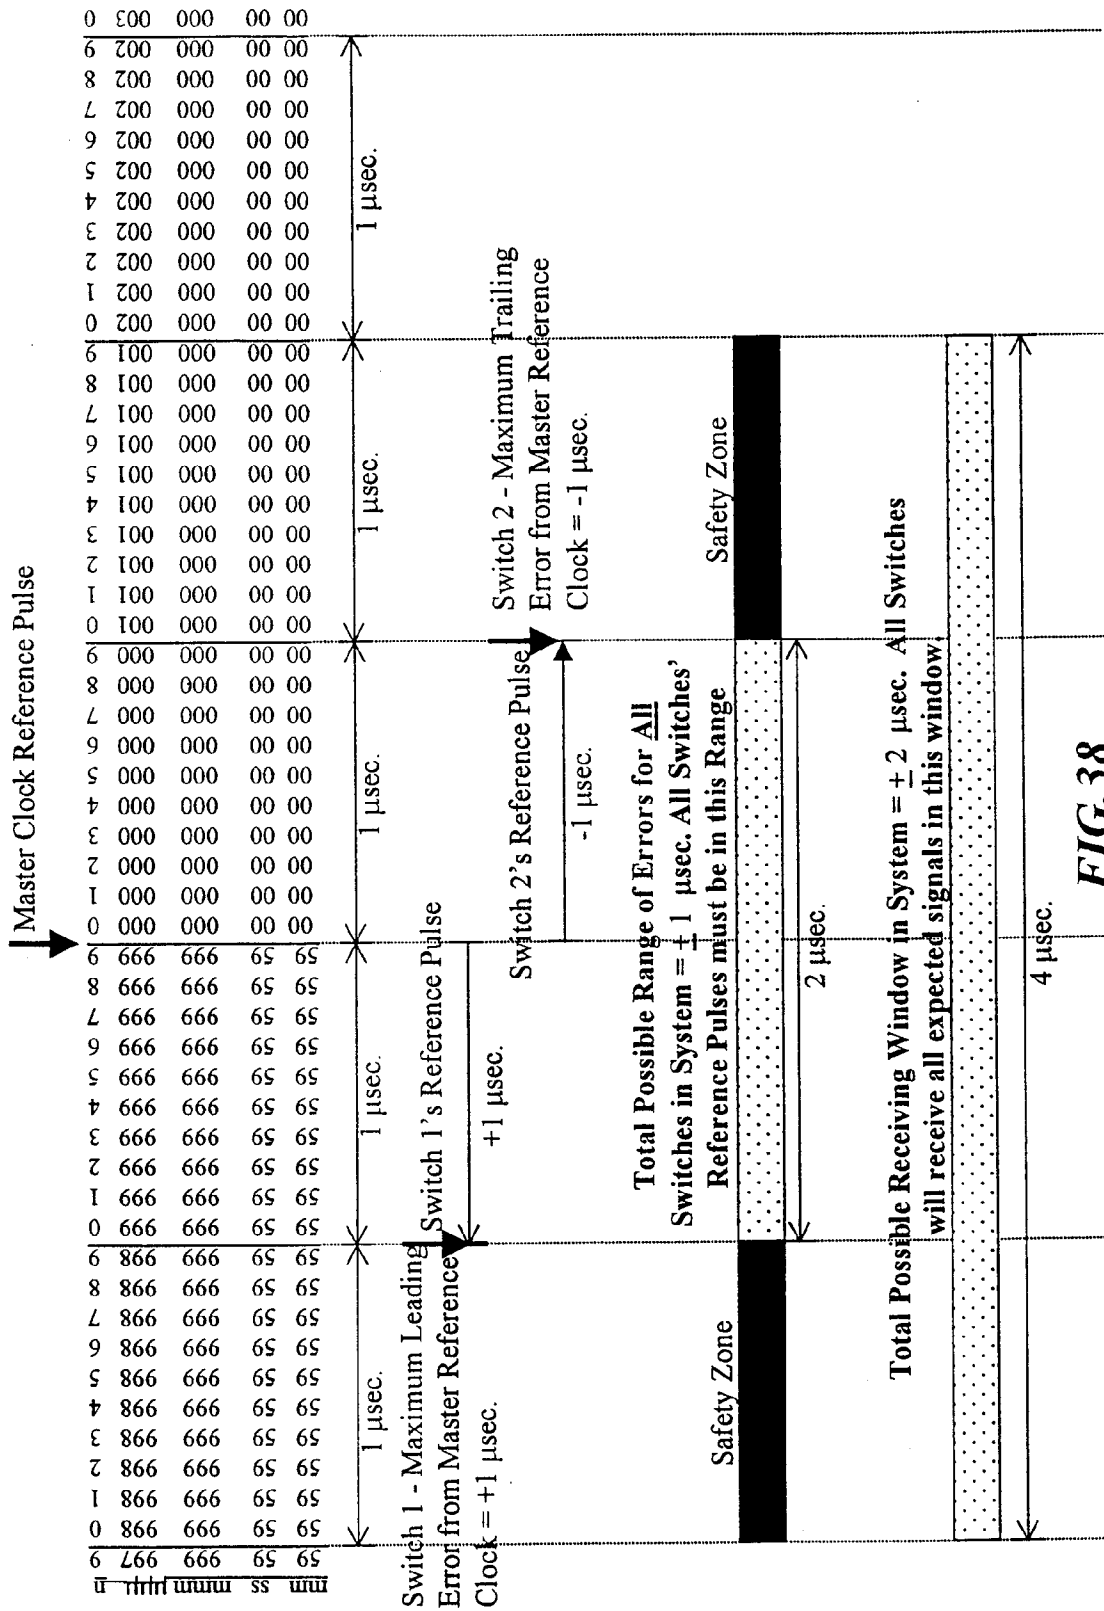 Master Clock Reference Pulse
mm ss mmm μμμ n
59 59 999 997 9
59 59 999 998 0
59 59 999 998 1
59 59 999 998 2
59 59 999 998 3
59 59 999 998 4
59 59 999 998 5
59 59 999 998 6
59 59 999 998 7
59 59 999 998 8
59 59 999 998 9
59 59 999 999 0
59 59 999 999 1
59 59 999 999 2
59 59 999 999 3
59 59 999 999 4
59 59 999 999 5
59 59 999 999 6
59 59 999 999 7
59 59 999 999 8
59 59 999 999 9
00 00 000 000 0
00 00 000 000 1
00 00 000 000 2
00 00 000 000 3
00 00 000 000 4
00 00 000 000 5
00 00 000 000 6
00 00 000 000 7
00 00 000 000 8
00 00 000 000 9
00 00 000 001 0
00 00 000 001 1
00 00 000 001 2
00 00 000 001 3
00 00 000 001 4
00 00 000 001 5
00 00 000 001 6
00 00 000 001 7
00 00 000 001 8
00 00 000 001 9
00 00 000 002 0
00 00 000 002 1
00 00 000 002 2
00 00 000 002 3
00 00 000 002 4
00 00 000 002 5
00 00 000 002 6
00 00 000 002 7
00 00 000 002 8
00 00 000 002 9
00 00 000 003 0
1 μsec.
1 μsec.
1 μsec.
1 μsec.
1 μsec.
Switch 1 - Maximum Leading
Error from Master Reference
Clock = +1 μsec.
Switch 1's Reference Pulse
+1 μsec.
Switch 2 - Maximum Trailing
Error from Master Reference
Clock = -1 μsec.
Switch 2's Reference Pulse
-1 μsec.
Total Possible Range of Errors for All
Switches in System = ± 1 μsec. All Switches'
Reference Pulses must be in this Range
Safety Zone
Safety Zone
2 μsec.
Total Possible Receiving Window in System = ± 2 μsec. All Switches
will receive all expected signals in this window.
4 μsec.
FIG.38